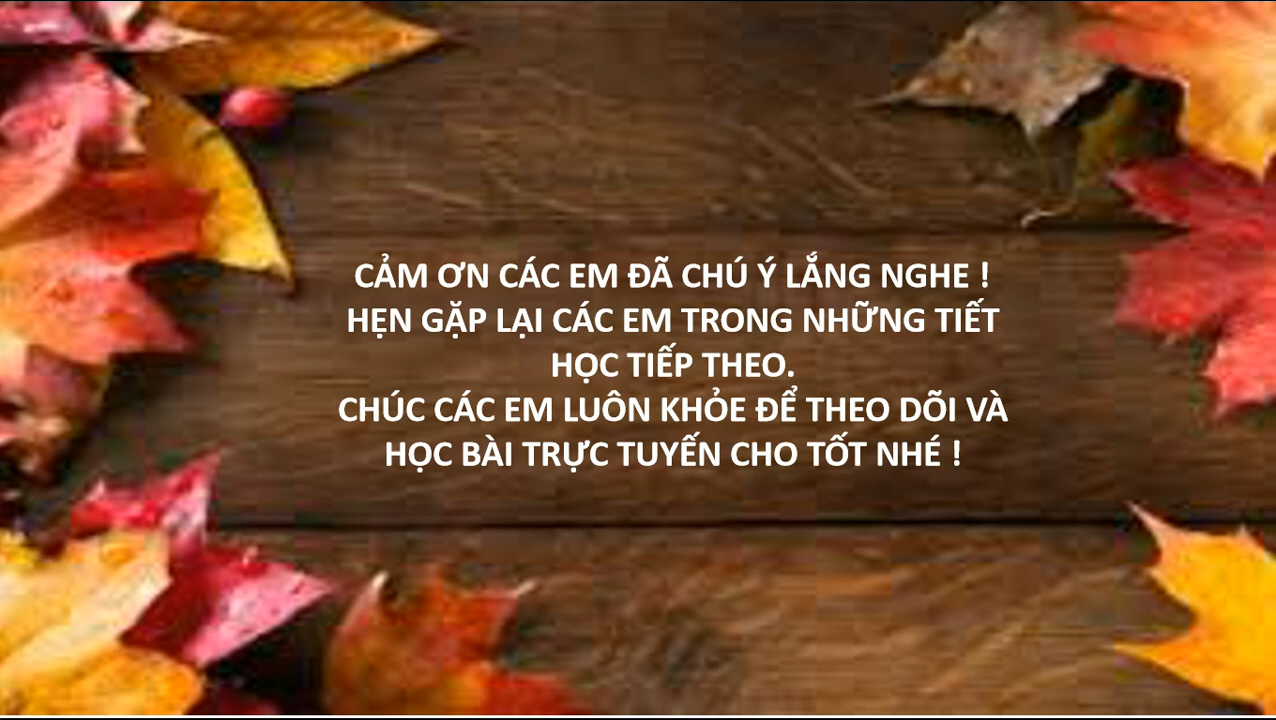 CẢM ƠN CÁC EM ĐÃ CHÚ Ý LẮNG NGHE !
HẸN GẶP LẠI CÁC EM TRONG NHỮNG TIẾT
HỌC TIẾP THEO.
CHÚC CÁC EM LUÔN KHỎE ĐỂ THEO DÕI VÀ
HỌC BÀI TRỰC TUYẾN CHO TỐT NHÉ !